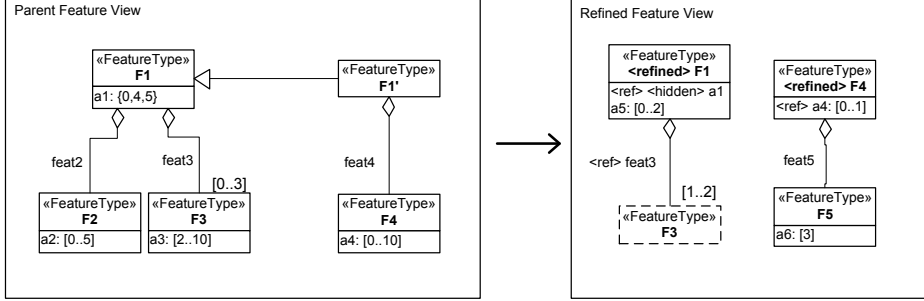 Parent Feature View
«FeatureType»
F1
a1: {0,4,5}
«FeatureType»
F1'
feat2
feat3
feat4
[0..3]
«FeatureType»
F2
a2: [0..5]
«FeatureType»
F3
a3: [2..10]
«FeatureType»
F4
a4: [0..10]
Refined Feature View
«FeatureType»
<refined> F1
<ref> <hidden> a1
a5: [0..2]
«FeatureType»
<refined> F4
<ref> a4: [0..1]
<ref> feat3
feat5
[1..2]
«FeatureType»
F3
«FeatureType»
F5
a6: [3]